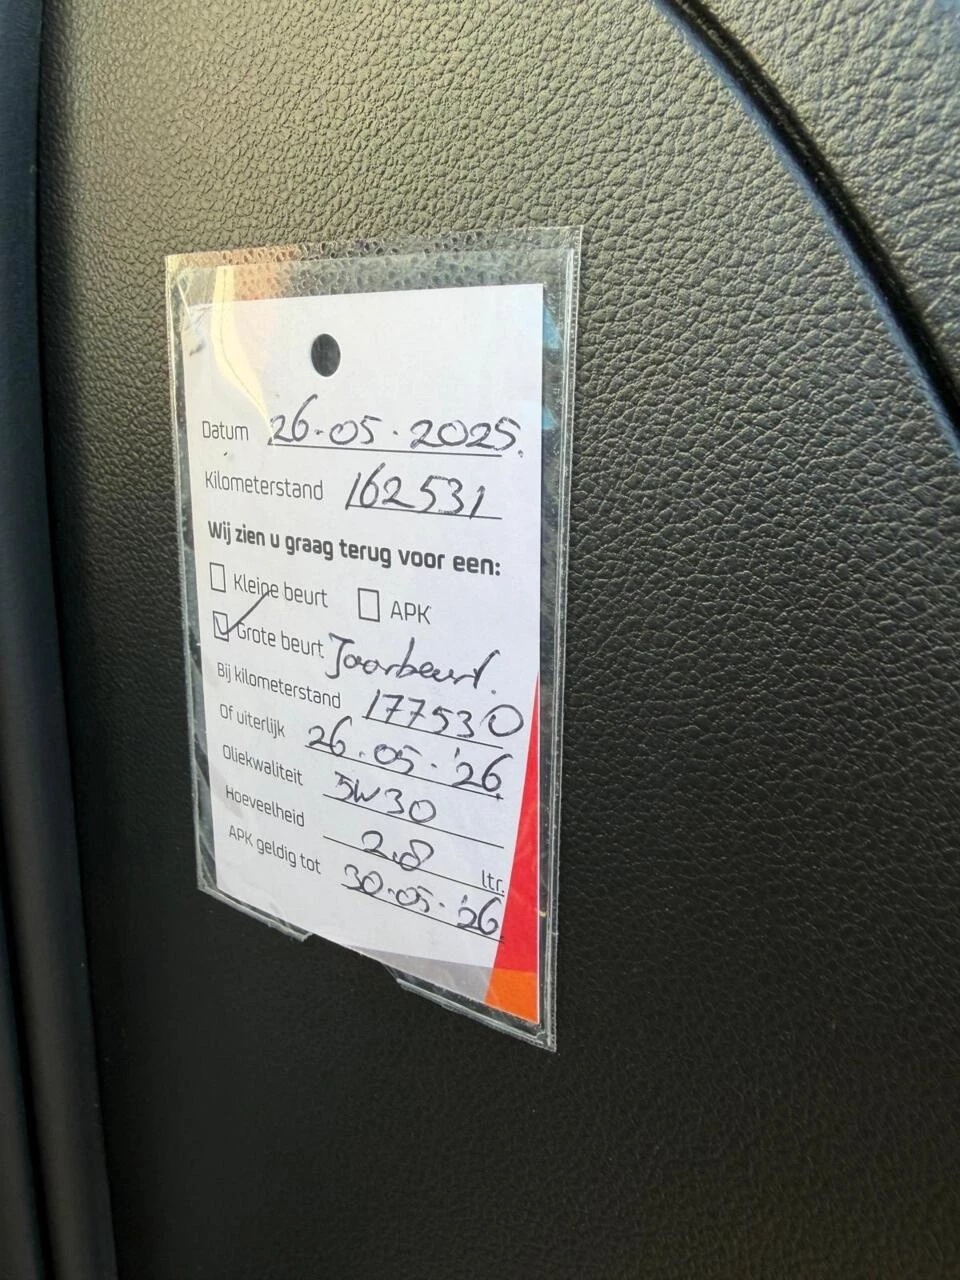 Datum 26-05-2025.
Kilometerstand 162531
Wij zien u graag terug voor een:
Kleine beurt APK
Grote beurt Jaarbeurt.
Bij kilometerstand 177530
Of uiterlijk 26-05-'26.
Oliekwaliteit 5W30
Hoeveelheid 2.8 ltr.
APK geldig tot 30-05-'26.